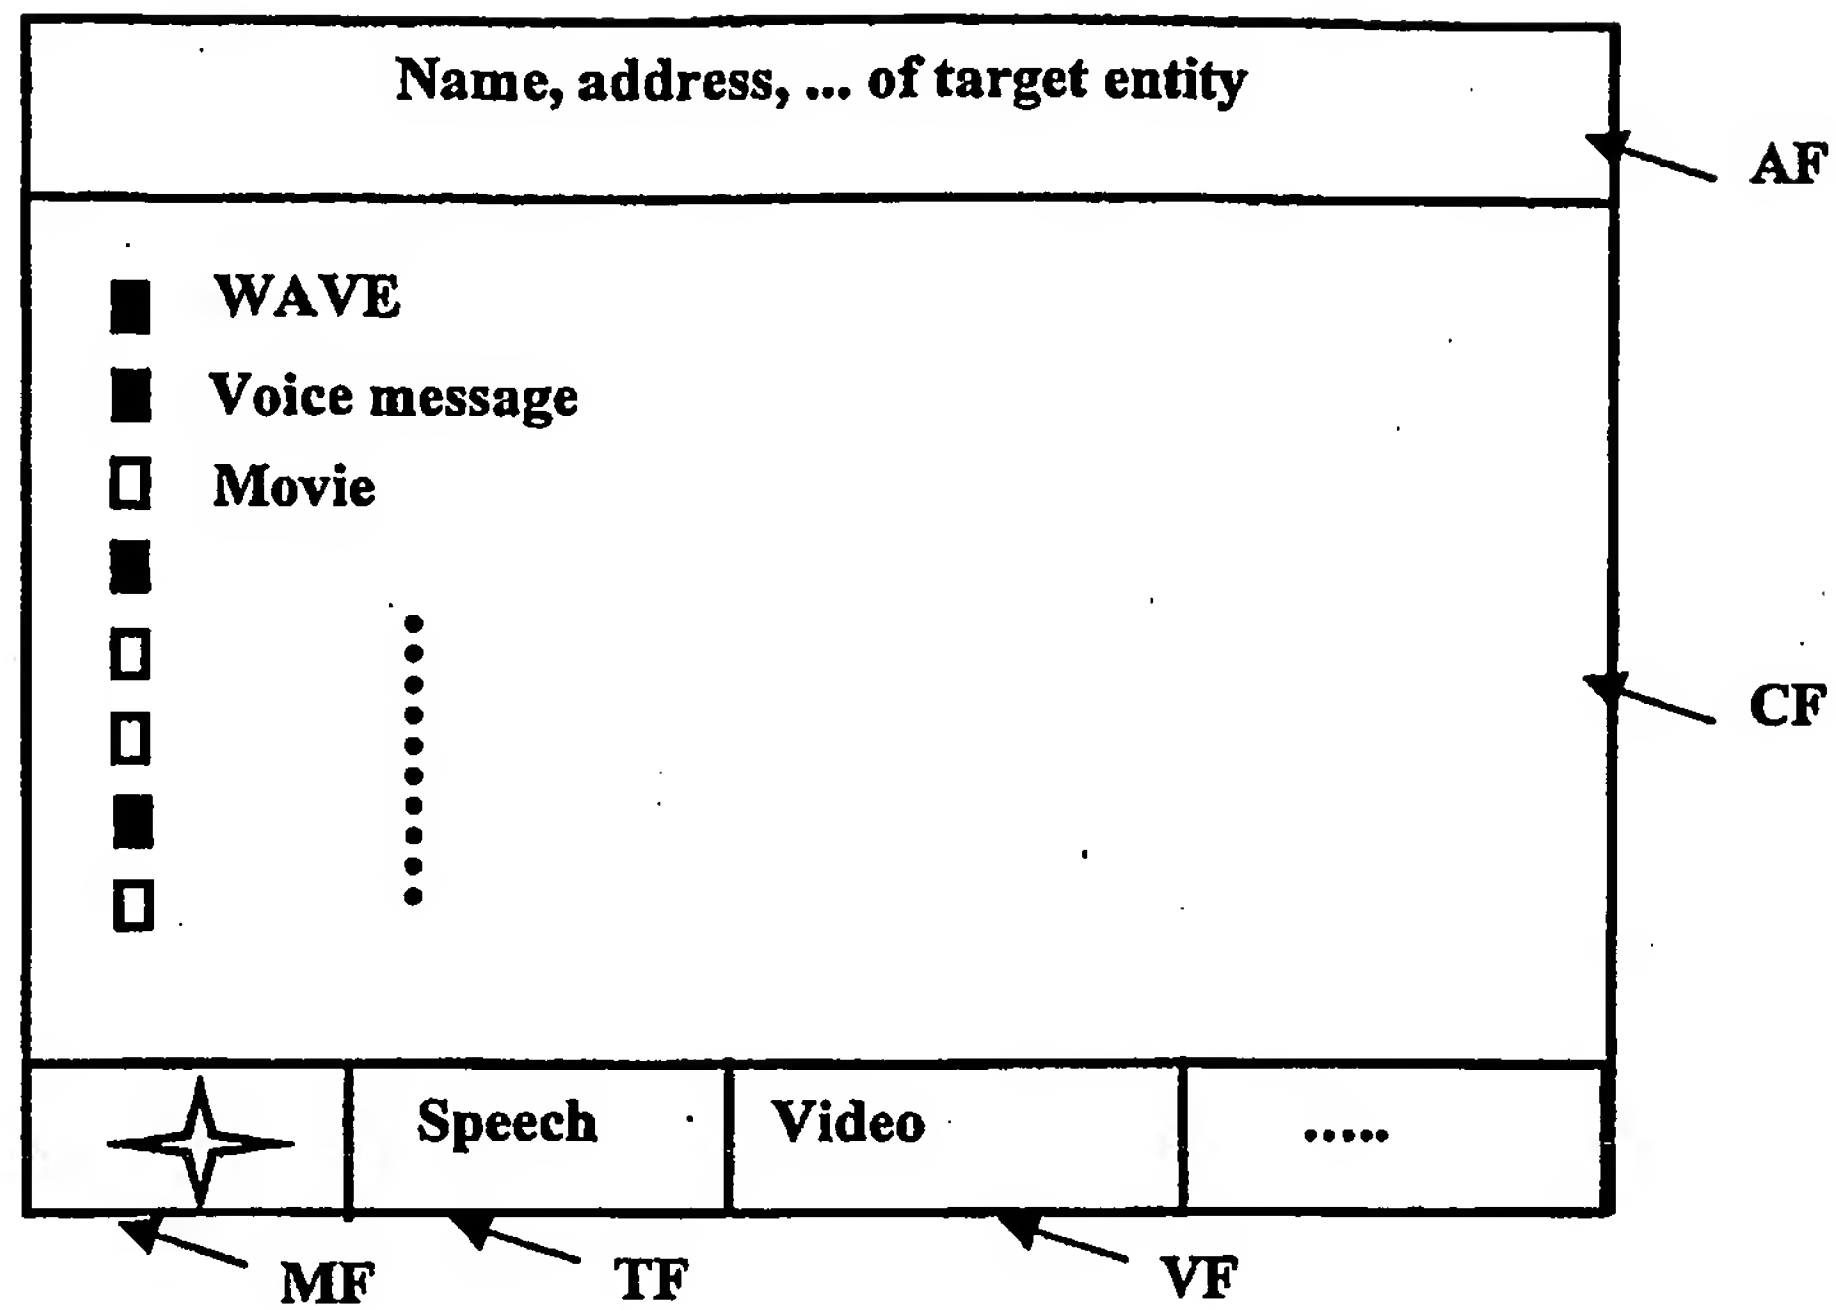 Name, address, ... of target entity
AF
WAVE
Voice message
Movie
CF
Speech
Video
.....
MF
TF
VF